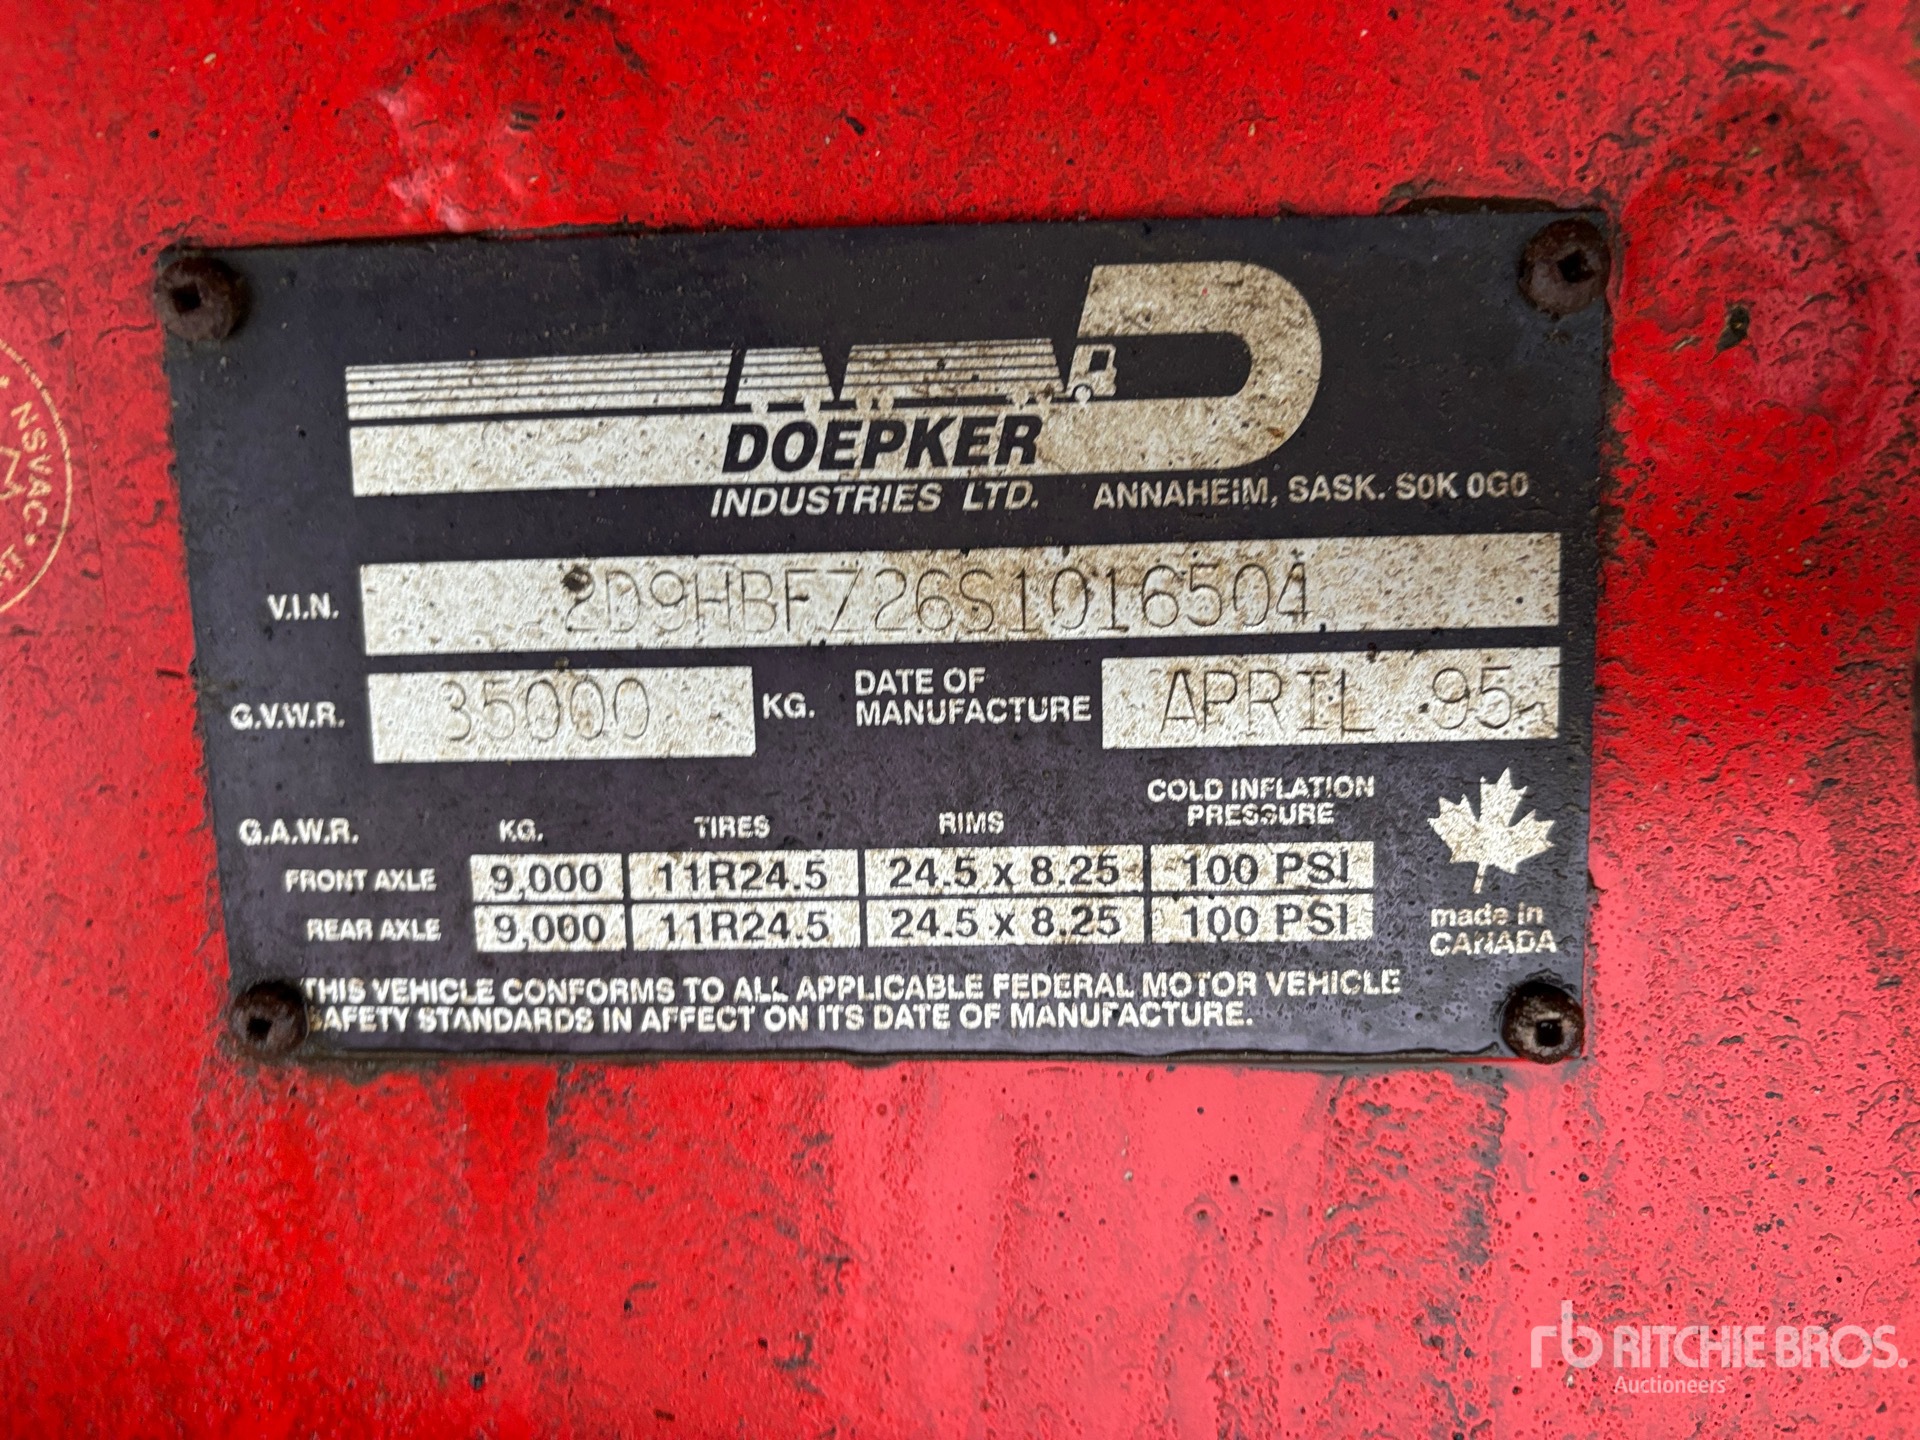 DOEPKER
INDUSTRIES LTD. ANNAHEIM, SASK. S0K 0G0
V.I.N. 2D9HBFZ26S1016504
G.V.W.R. 35000 KG. DATE OF MANUFACTURE APRIL 95
G.A.W.R. KG. TIRES RIMS COLD INFLATION PRESSURE
FRONT AXLE 9,000 11R24.5 24.5 x 8.25 100 PSI
REAR AXLE 9,000 11R24.5 24.5 x 8.25 100 PSI
made in
CANADA
THIS VEHICLE CONFORMS TO ALL APPLICABLE FEDERAL MOTOR VEHICLE
SAFETY STANDARDS IN AFFECT ON ITS DATE OF MANUFACTURE.
NSVAC
rb RITCHIE BROS.
Auctioneers